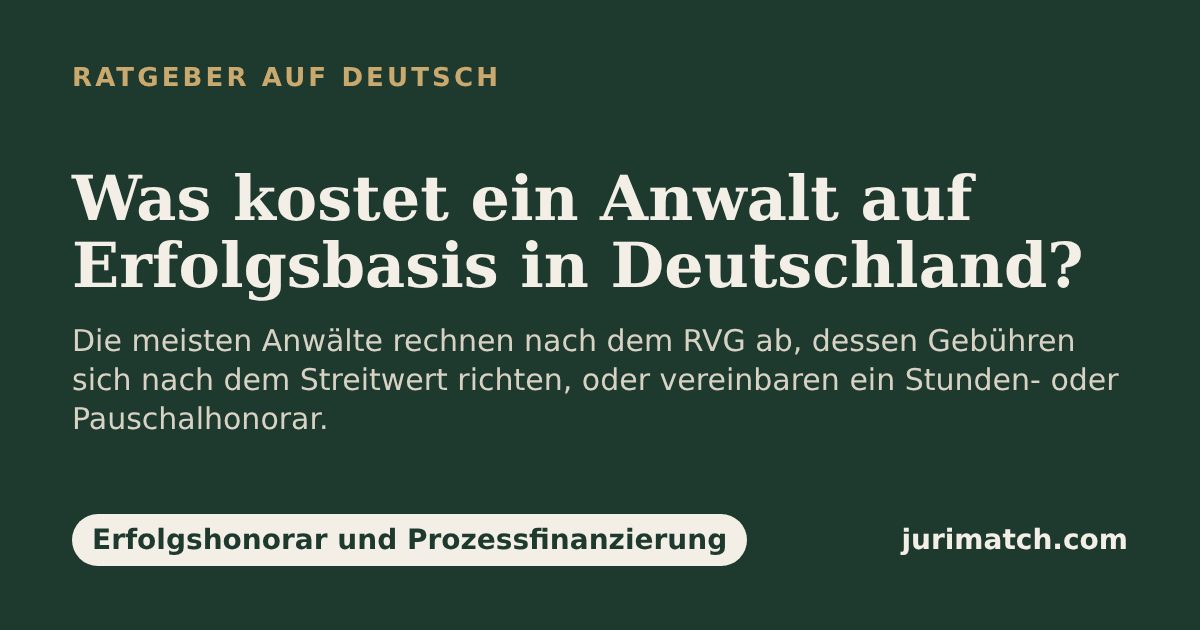 RATGEBER AUF DEUTSCH
Was kostet ein Anwalt auf
Erfolgsbasis in Deutschland?
Die meisten Anwälte rechnen nach dem RVG ab, dessen Gebühren
sich nach dem Streitwert richten, oder vereinbaren ein Stunden- oder
Pauschalhonorar.
Erfolgshonorar und Prozessfinanzierung
jurimatch.com